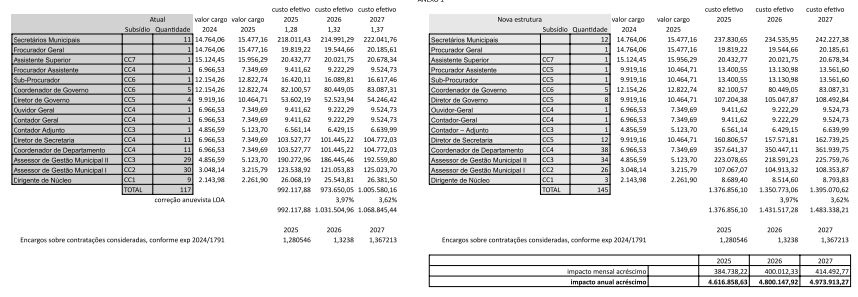 ANEXO 1
custo efetivo custo efetivo custo efetivo
Atual valor cargo valor cargo 2025 2026 2027
Subsídio Quantidade 2024 2025 1,28 1,32 1,37
Secretários Municipais 11 14.764,06 15.477,16 218.011,43 214.991,29 222.041,76
Procurador Geral 1 14.764,06 15.477,16 19.819,22 19.544,66 20.185,61
Assistente Superior CC7 1 15.124,45 15.956,29 20.432,77 20.021,75 20.678,34
Procurador Assistente CC4 1 6.966,53 7.349,69 9.411,62 9.222,29 9.524,73
Sub-Procurador CC6 1 12.154,26 12.822,74 16.420,11 16.089,81 16.617,46
Coordenador de Governo CC6 5 12.154,26 12.822,74 82.100,57 80.449,05 83.087,31
Diretor de Governo CC5 4 9.919,16 10.464,71 53.602,19 52.523,94 54.246,42
Ouvidor Geral CC4 1 6.966,53 7.349,69 9.411,62 9.222,29 9.524,73
Contador Geral CC4 1 6.966,53 7.349,69 9.411,62 9.222,29 9.524,73
Contador Adjunto CC3 1 4.856,59 5.123,70 6.561,14 6.429,15 6.639,99
Diretor de Secretaria CC4 11 6.966,53 7.349,69 103.527,77 101.445,22 104.772,03
Coordenador de Departamento CC4 11 6.966,53 7.349,69 103.527,77 101.445,22 104.772,03
Assessor de Gestão Municipal II CC3 29 4.856,59 5.123,70 190.272,96 186.445,46 192.559,80
Assessor de Gestão Municipal I CC2 30 3.048,14 3.215,79 123.538,92 121.053,83 125.023,70
Dirigente de Núcleo CC1 9 2.143,98 2.261,90 26.068,19 25.543,81 26.381,50
TOTAL 117 992.117,88 973.650,05 1.005.580,16
correção anurevista LOA 3,97% 3,62%
992.117,88 1.031.504,96 1.068.845,44
2025 2026 2027
Encargos sobre contratações consideradas, conforme exp 2024/1791 1,280546 1,3238 1,367213
custo efetivo custo efetivo custo efetivo
Nova estrutura valor cargo valor cargo 2025 2026 2027
Subsídio Quantidade 2024 2025
Secretários Municipais 12 14.764,06 15.477,16 237.830,65 234.535,95 242.227,38
Procurador Geral 1 14.764,06 15.477,16 19.819,22 19.544,66 20.185,61
Assistente Superior CC7 1 15.124,45 15.956,29 20.432,77 20.021,75 20.678,34
Procurador Assistente CC5 1 9.919,16 10.464,71 13.400,55 13.130,98 13.561,60
Sub-Procurador CC5 1 9.919,16 10.464,71 13.400,55 13.130,98 13.561,60
Coordenador de Governo CC6 5 12.154,26 12.822,74 82.100,57 80.449,05 83.087,31
Diretor de Governo CC5 8 9.919,16 10.464,71 107.204,38 105.047,87 108.492,84
Ouvidor-Geral CC4 1 6.966,53 7.349,69 9.411,62 9.222,29 9.524,73
Contador-Geral CC4 1 6.966,53 7.349,69 9.411,62 9.222,29 9.524,73
Contador – Adjunto CC3 1 4.856,59 5.123,70 6.561,14 6.429,15 6.639,99
Diretor de Secretaria CC5 12 9.919,16 10.464,71 160.806,57 157.571,81 162.739,25
Coordenador de Departamento CC4 38 6.966,53 7.349,69 357.641,37 350.447,11 361.939,75
Assessor de Gestão Municipal II CC3 34 4.856,59 5.123,70 223.078,65 218.591,23 225.759,76
Assessor de Gestão Municipal I CC2 26 3.048,14 3.215,79 107.067,07 104.913,32 108.353,87
Dirigente de Núcleo CC1 3 2.143,98 2.261,90 8.689,40 8.514,60 8.793,83
TOTAL 145 1.376.856,10 1.350.773,06 1.395.070,62
3,97% 3,62%
1.376.856,10 1.431.517,28 1.483.338,21
2025 2026 2027
Encargos sobre contratações consideradas, conforme exp 2024/1791 1,280546 1,3238 1,367213
2025 2026 2027
impacto mensal acréscimo 384.738,22 400.012,33 414.492,77
impacto anual acréscimo 4.616.858,63 4.800.147,92 4.973.913,27